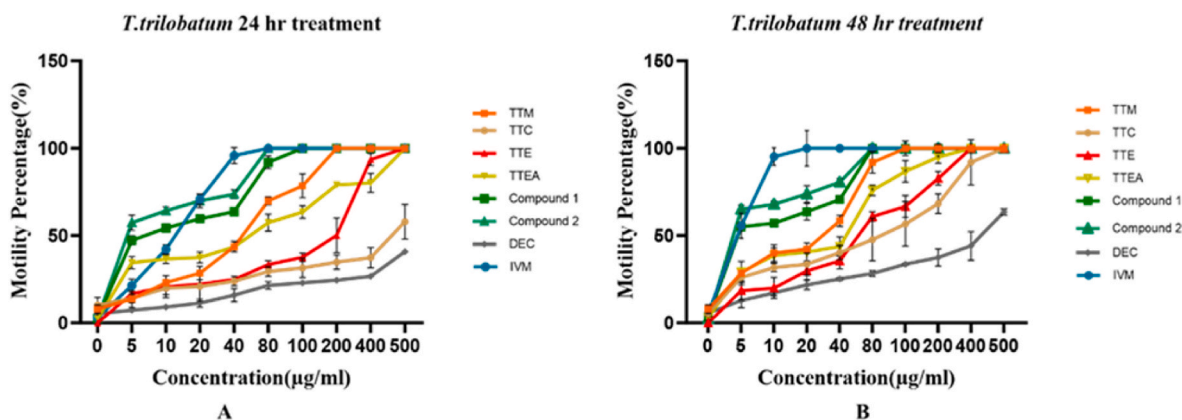 T.trilobatum 24 hr treatment
Motility Percentage(%)
150
100
50
0
0 5 10 20 40 80 100 200 400 500
Concentration(µg/ml)
TTM
TTC
TTE
TTEA
Compound 1
Compound 2
DEC
IVM
A
T.trilobatum 48 hr treatment
Motility Percentage(%)
150
100
50
0
0 5 10 20 40 80 100 200 400 500
Concentration(µg/ml)
TTM
TTC
TTE
TTEA
Compound 1
Compound 2
DEC
IVM
B